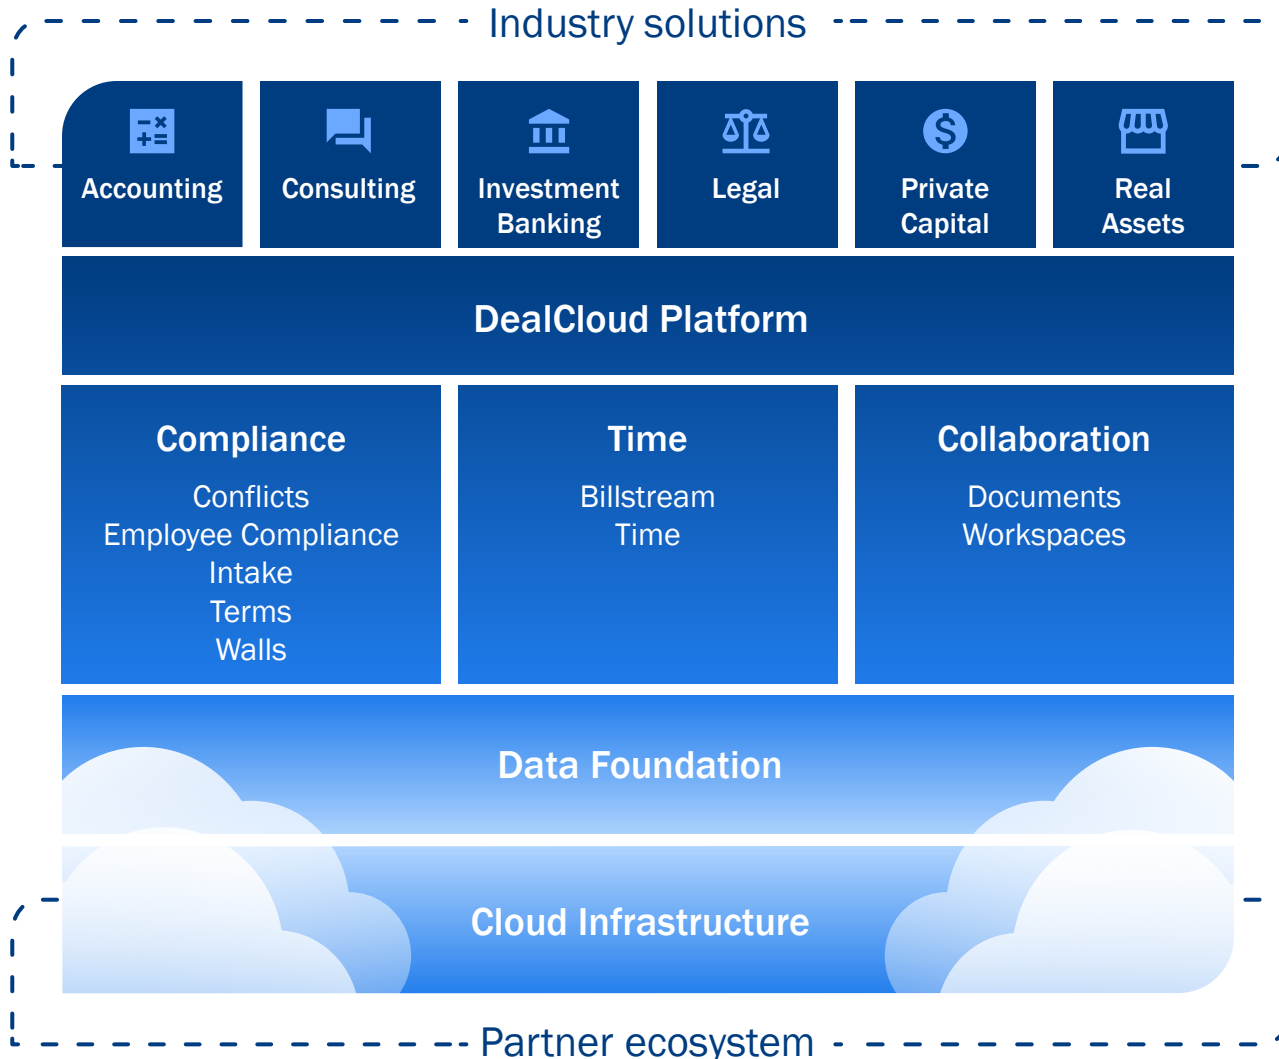 Industry solutions
Accounting
Consulting
Investment
Banking
Legal
Private
Capital
Real
Assets
DealCloud Platform
Compliance
Conflicts
Employee Compliance
Intake
Terms
Walls
Time
Billstream
Time
Collaboration
Documents
Workspaces
Data Foundation
Cloud Infrastructure
Partner ecosystem